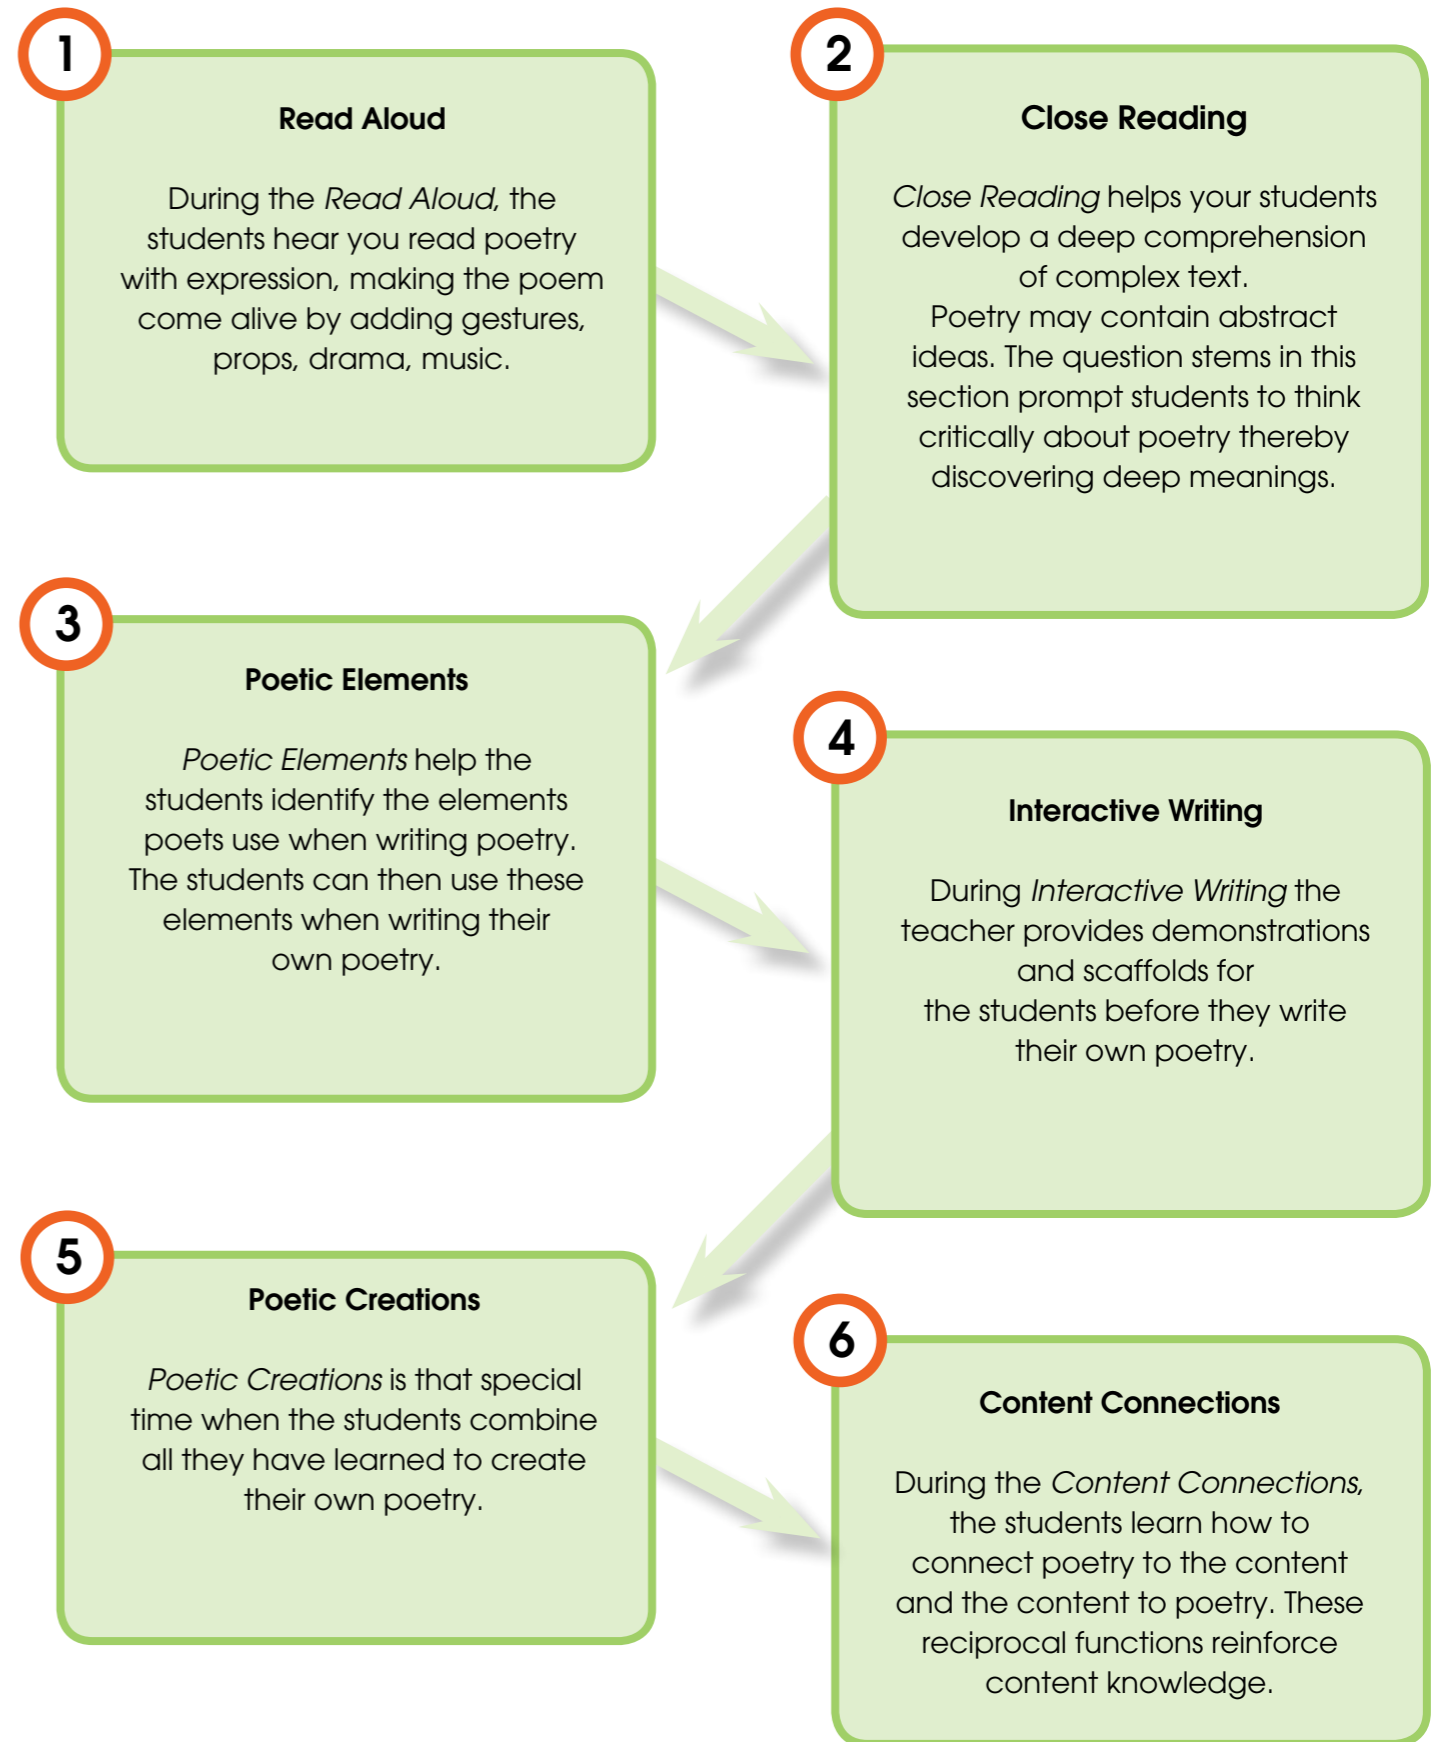 1
Read Aloud
During the Read Aloud, the
students hear you read poetry
with expression, making the poem
come alive by adding gestures,
props, drama, music.
2
Close Reading
Close Reading helps your students
develop a deep comprehension
of complex text.
Poetry may contain abstract
ideas. The question stems in this
section prompt students to think
critically about poetry thereby
discovering deep meanings.
3
Poetic Elements
Poetic Elements help the
students identify the elements
poets use when writing poetry.
The students can then use these
elements when writing their
own poetry.
4
Interactive Writing
During Interactive Writing the
teacher provides demonstrations
and scaffolds for
the students before they write
their own poetry.
5
Poetic Creations
Poetic Creations is that special
time when the students combine
all they have learned to create
their own poetry.
6
Content Connections
During the Content Connections,
the students learn how to
connect poetry to the content
and the content to poetry. These
reciprocal functions reinforce
content knowledge.